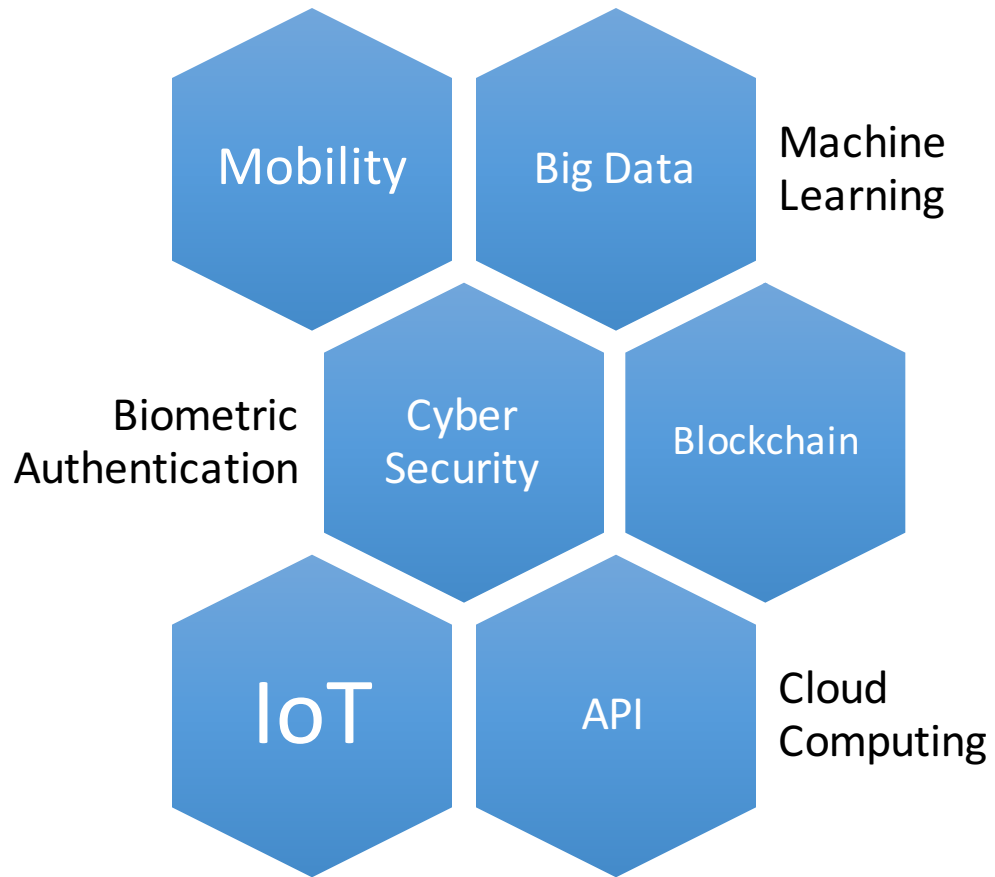 Mobility
Big Data
Machine
Learning
Biometric
Authentication
Cyber
Security
Blockchain
IoT
API
Cloud
Computing